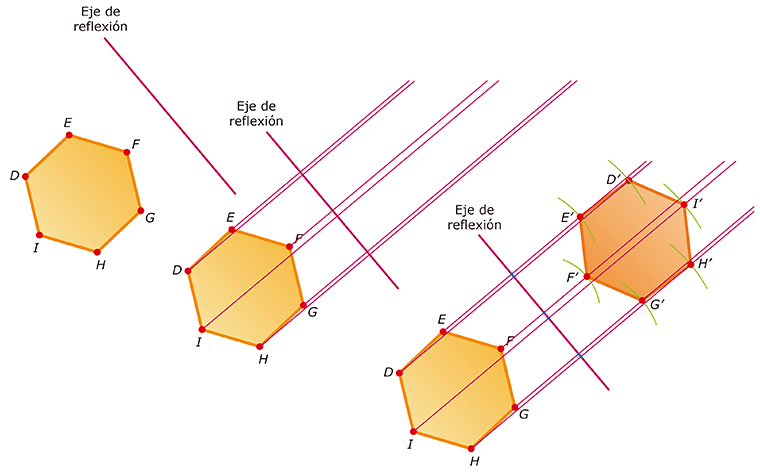 Eje de
reflexión
E
F
D
G
I
H
Eje de
reflexión
E
F
D
G
I
H
Eje de
reflexión
D′
I′
E′
H′
F′
G′
E
F
D
G
I
H